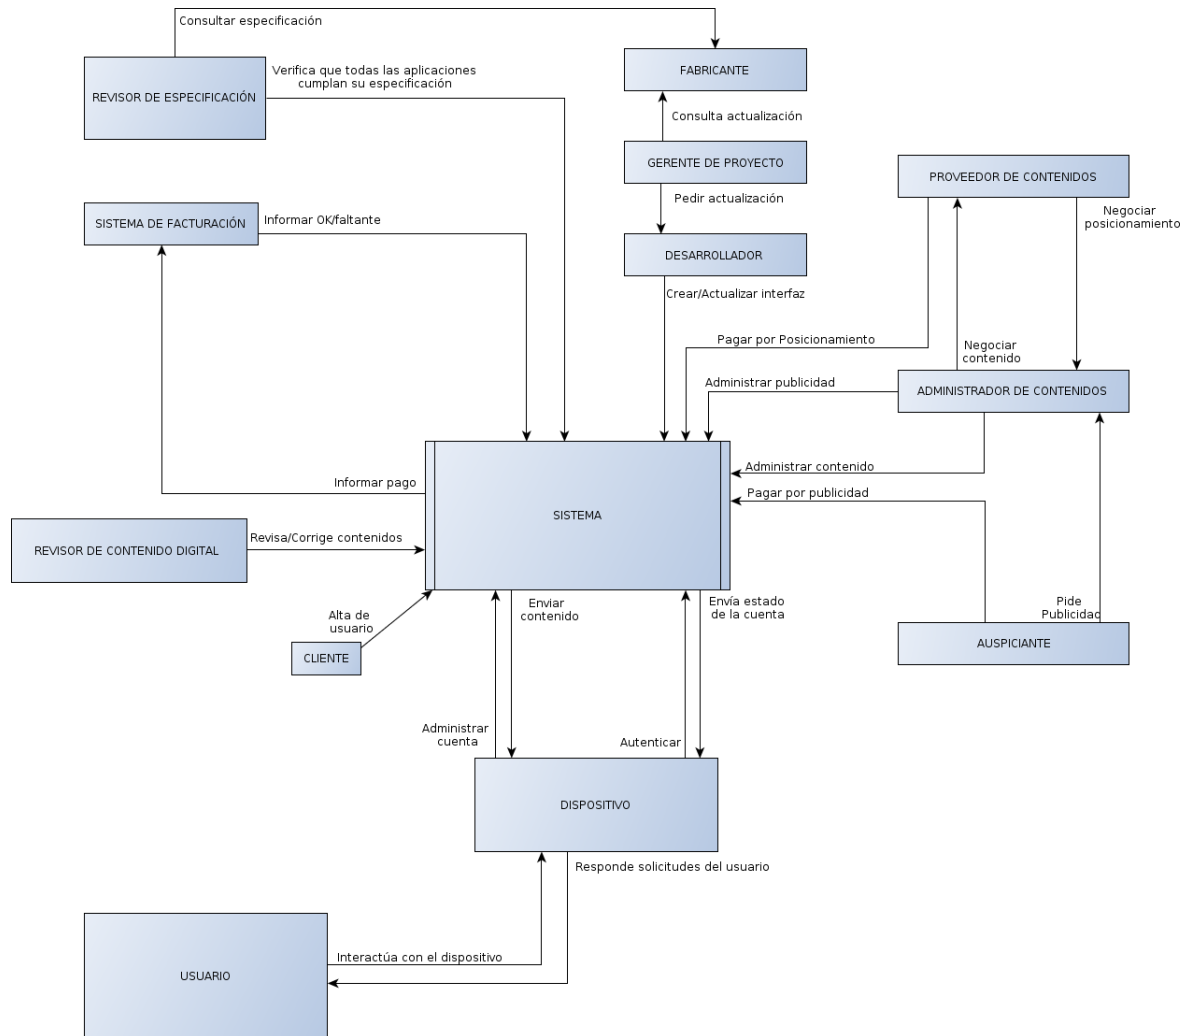 Consultar especificación
REVISOR DE ESPECIFICACIÓN
Verifica que todas las aplicaciones
cumplan su especificación
FABRICANTE
Consulta actualización
GERENTE DE PROYECTO
Pedir actualización
DESARROLLADOR
Crear/Actualizar interfaz
PROVEEDOR DE CONTENIDOS
Negociar
posicionamiento
SISTEMA DE FACTURACIÓN
Informar OK/faltante
Pagar por Posicionamiento
Negociar
contenido
Administrar publicidad
ADMINISTRADOR DE CONTENIDOS
Administrar contenido
Pagar por publicidad
Informar pago
SISTEMA
REVISOR DE CONTENIDO DIGITAL
Revisa/Corrige contenidos
Alta de
usuario
CLIENTE
Enviar
contenido
Envía estado
de la cuenta
Pide
Publicidad
AUSPICIANTE
Administrar
cuenta
Autenticar
DISPOSITIVO
Responde solicitudes del usuario
Interactúa con el dispositivo
USUARIO